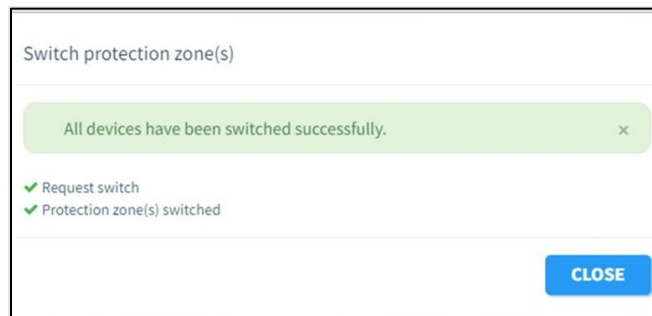 Switch protection zone(s)
All devices have been switched successfully. ×
✔ Request switch
✔ Protection zone(s) switched
CLOSE